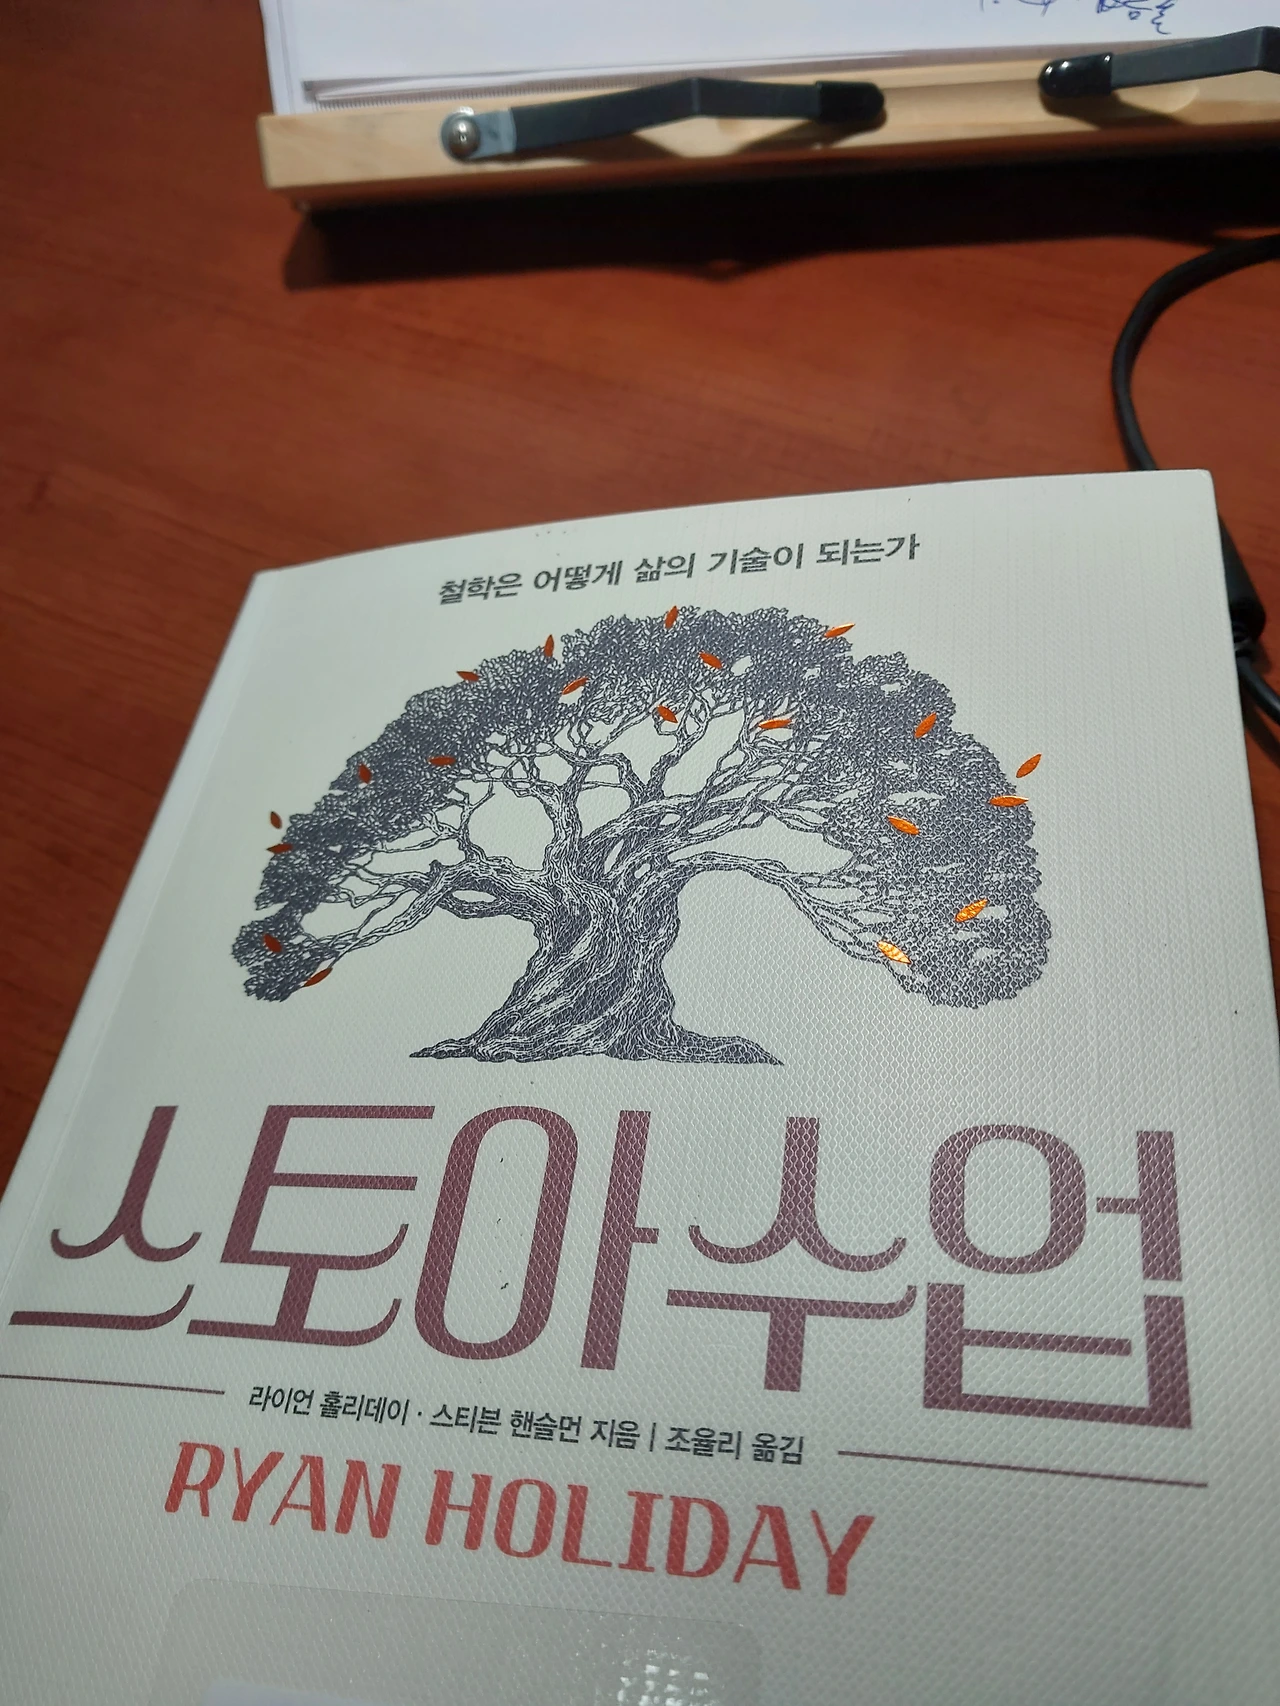 철학은 어떻게 삶의 기술이 되는가
스토아수업
라이언 홀리데이 · 스티븐 핸슬먼 지음 | 조율리 옮김
RYAN HOLIDAY